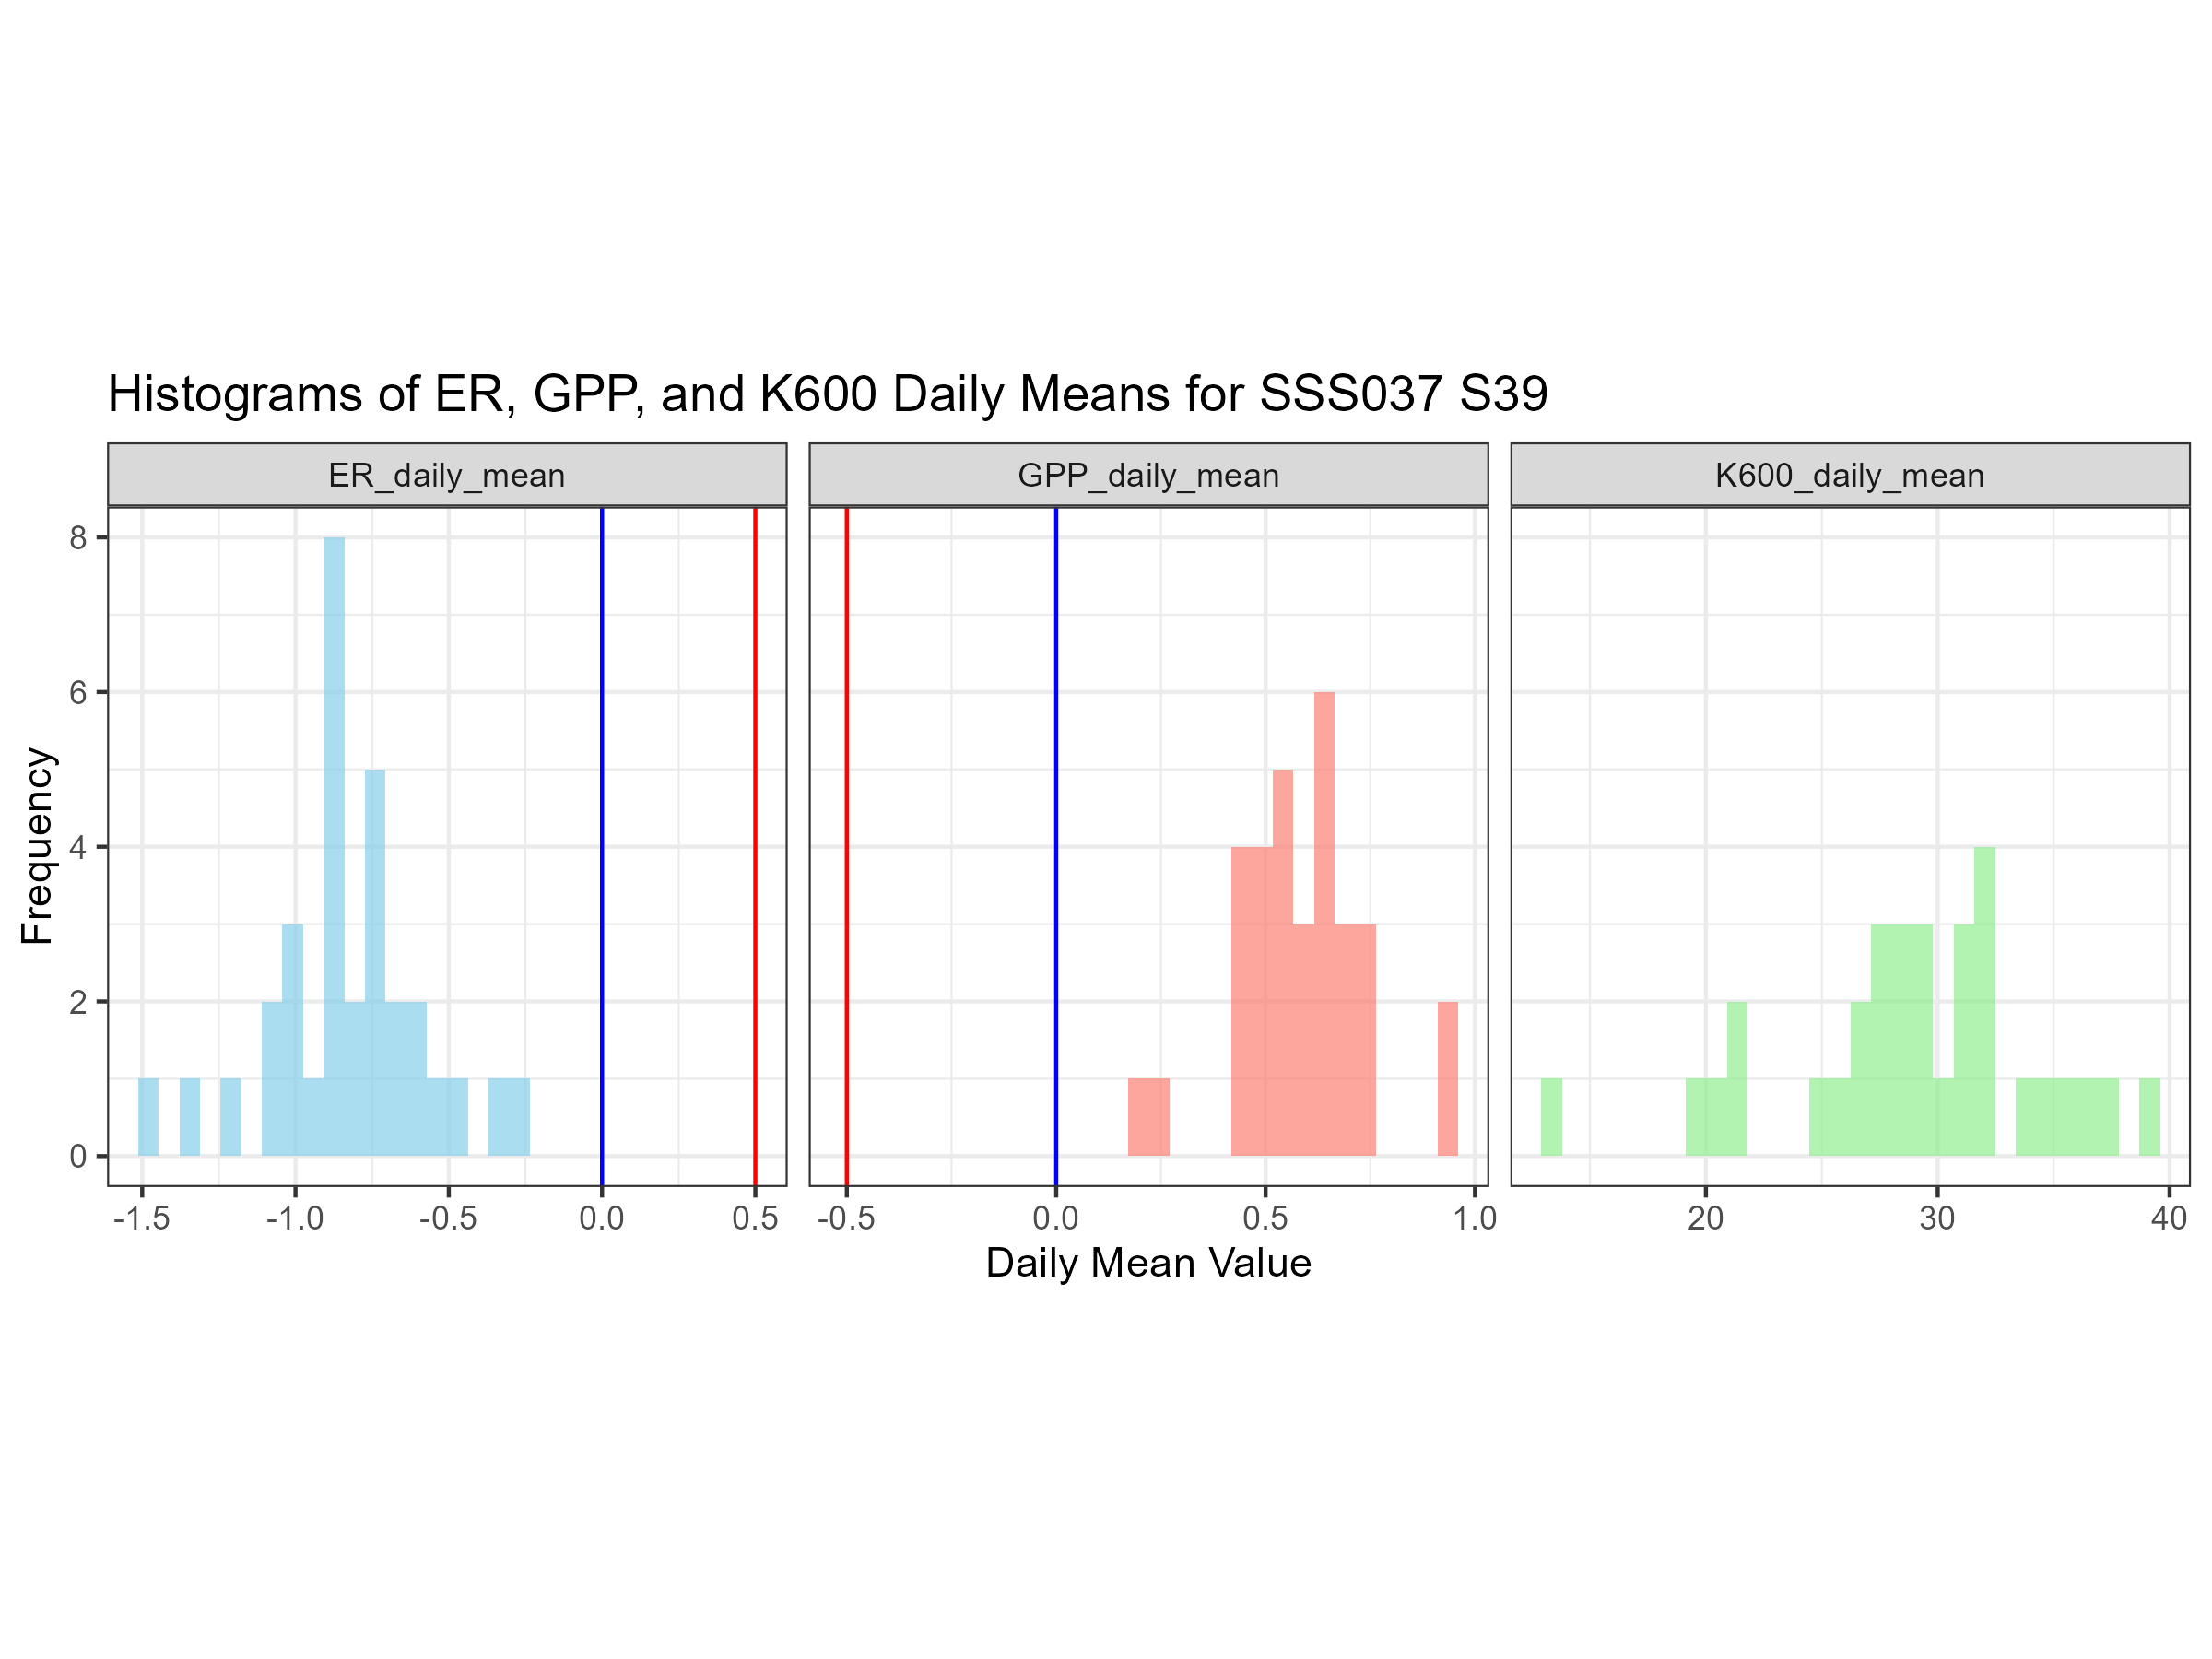 Histograms of ER, GPP, and K600 Daily Means for SSS037 S39
ER_daily_mean GPP_daily_mean K600_daily_mean
8
6
4
2
0
Frequency
-1.5 -1.0 -0.5 0.0 0.5 -0.5 0.0 0.5 1.0 20 30 40
Daily Mean Value